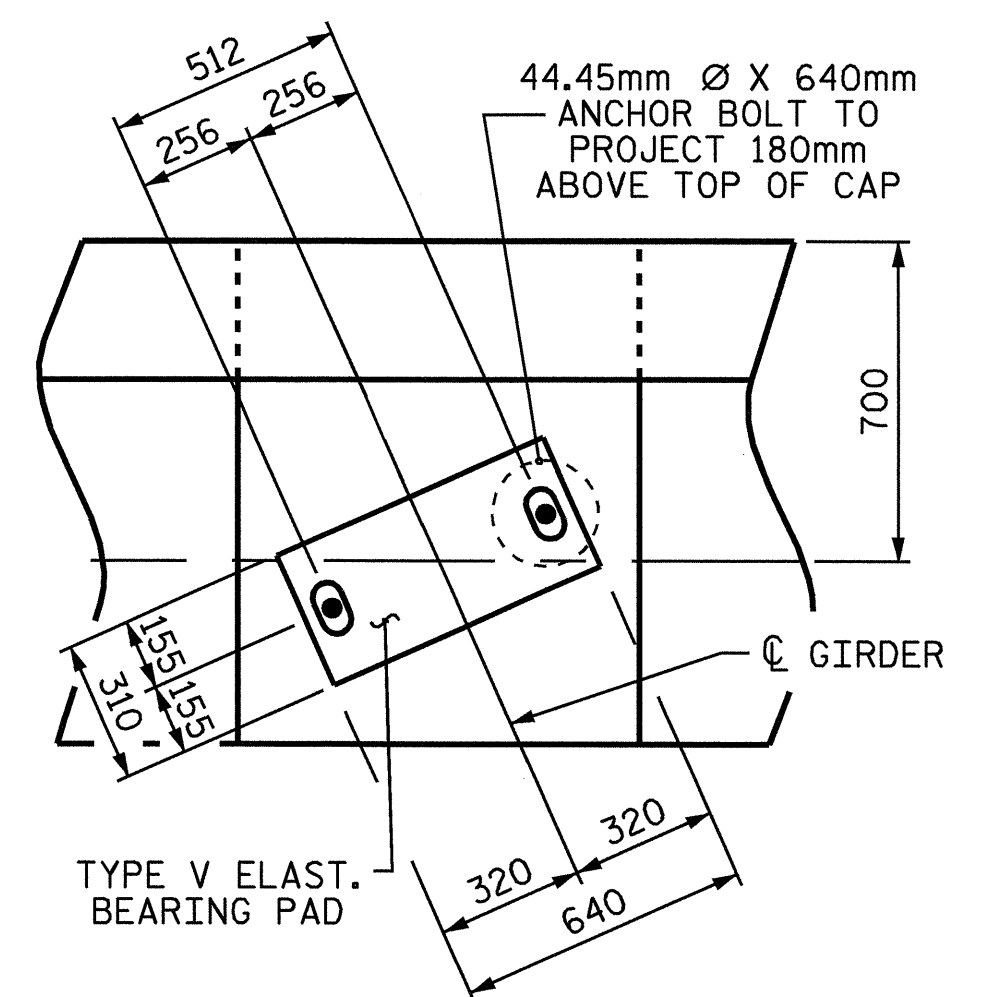 512
256
256
44.45mm Ø X 640mm
ANCHOR BOLT TO
PROJECT 180mm
ABOVE TOP OF CAP
700
155
310
155
℄ GIRDER
TYPE V ELAST.
BEARING PAD
320
320
640